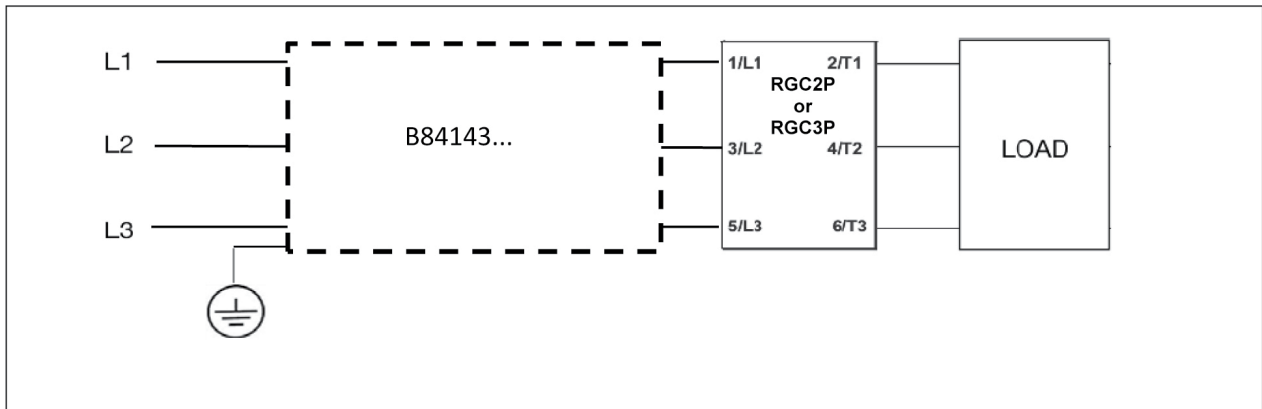 L1
1/L1 2/T1
RGC2P
or
RGC3P
B84143...
L2
3/L2 4/T2
LOAD
L3
5/L3 6/T3